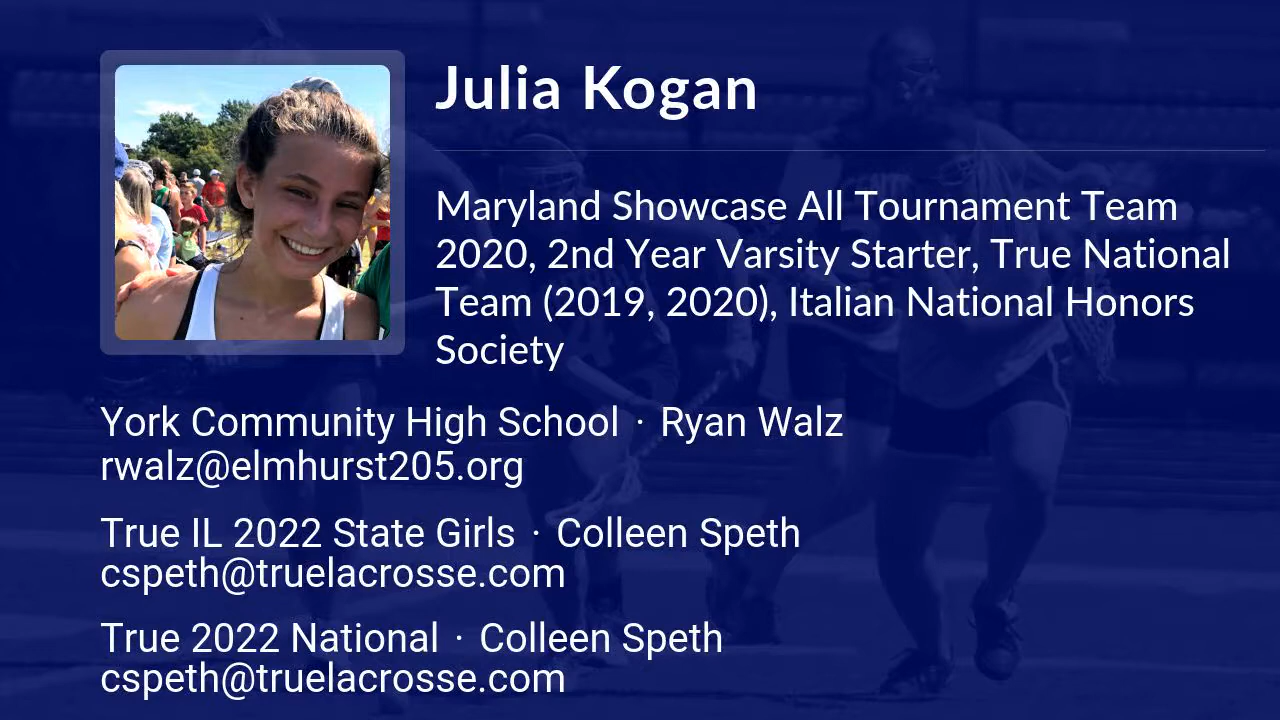 Julia Kogan
Maryland Showcase All Tournament Team
2020, 2nd Year Varsity Starter, True National
Team (2019, 2020), Italian National Honors
Society
York Community High School · Ryan Walz
rwalz@elmhurst205.org
True IL 2022 State Girls · Colleen Speth
cspeth@truelacrosse.com
True 2022 National · Colleen Speth
cspeth@truelacrosse.com